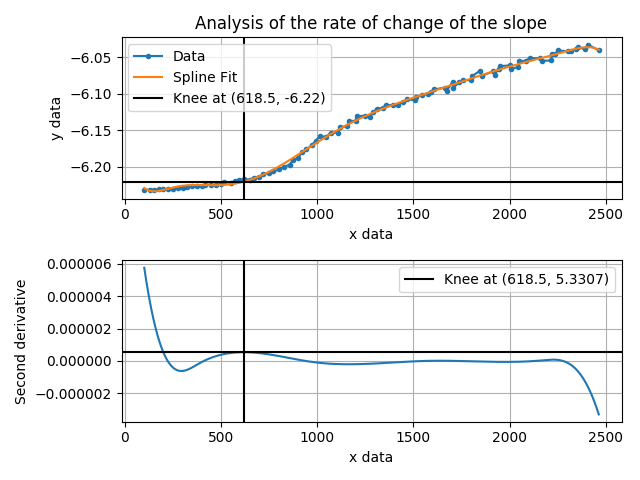 Analysis of the rate of change of the slope
y data
−6.05
−6.10
−6.15
−6.20
Data
Spline Fit
Knee at (618.5, -6.22)
0
500
1000
1500
2000
2500
x data
Second derivative
0.000006
0.000004
0.000002
0.000000
−0.000002
Knee at (618.5, 5.3307)
0
500
1000
1500
2000
2500
x data